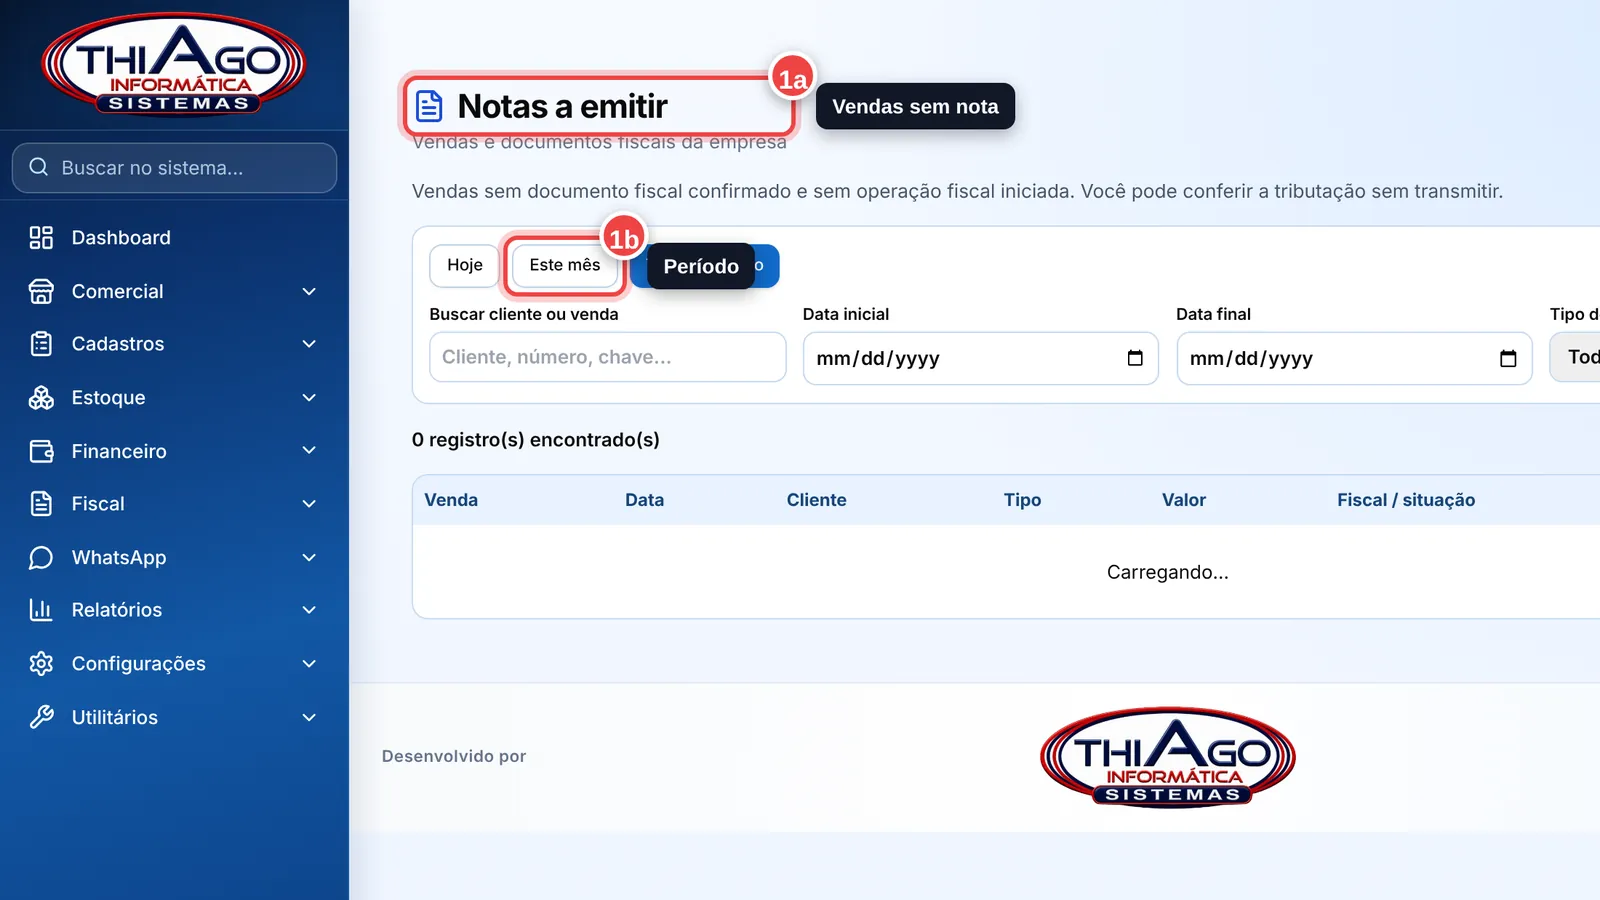 THIAGO
INFORMÁTICA
SISTEMAS
Buscar no sistema...
Dashboard
Comercial
Cadastros
Estoque
Financeiro
Fiscal
WhatsApp
Relatórios
Configurações
Utilitários
1a
Notas a emitir
Vendas sem nota
Vendas e documentos fiscais da empresa
Vendas sem documento fiscal confirmado e sem operação fiscal iniciada. Você pode conferir a tributação sem transmitir.
1b
Hoje
Este mês
Período
Buscar cliente ou venda
Data inicial
Data final
Tipo d
Cliente, número, chave...
mm/dd/yyyy
mm/dd/yyyy
Tod
0 registro(s) encontrado(s)
Venda
Data
Cliente
Tipo
Valor
Fiscal / situação
Carregando...
Desenvolvido por
THIAGO
INFORMÁTICA
SISTEMAS